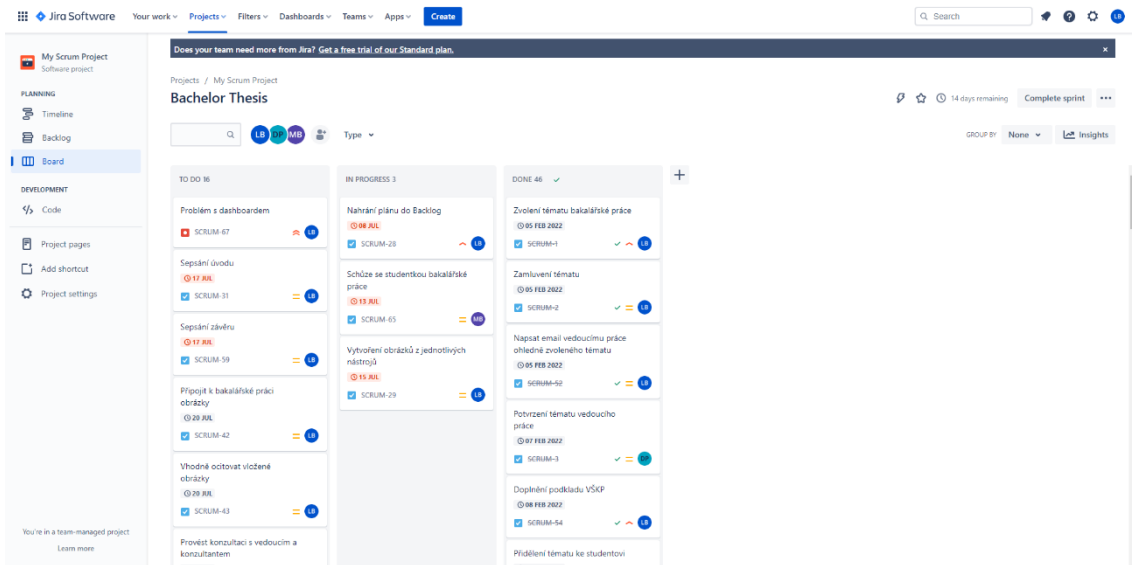 Jira Software Your work Projects Filters Dashboards Teams Apps Create Search LB
My Scrum Project
Software project
PLANNING
Timeline
Backlog
Board
DEVELOPMENT
Code
Project pages
Add shortcut
Project settings
You're in a team-managed project
Learn more
Does your team need more from Jira? Get a free trial of our Standard plan. ×
Projects / My Scrum Project
Bachelor Thesis
14 days remaining Complete sprint
LB DP MB Type
GROUP BY None Insights
TO DO 16
Problém s dashboardem
SCRUM-67 LB
Sepsání úvodu
17 JUL
SCRUM-31 LB
Sepsání závěru
17 JUL
SCRUM-59 LB
Připojit k bakalářské práci
obrázky
20 JUL
SCRUM-42 LB
Vhodně ocitovat vložené
obrázky
20 JUL
SCRUM-43 LB
Provést konzultaci s vedoucím a
konzultantem
IN PROGRESS 3
Nahrání plánu do Backlog
08 JUL
SCRUM-28 LB
Schůze se studentkou bakalářské
práce
15 JUL
SCRUM-65 MB
Vytvoření obrázků z jednotlivých
nástrojů
15 JUL
SCRUM-29 LB
DONE 46
Zvolení tématu bakalářské práce
05 FEB 2022
SCRUM-1 LB
Zamluvení tématu
05 FEB 2022
SCRUM-2 LB
Napsat email vedoucímu práce
ohledně zvoleného tématu
05 FEB 2022
SCRUM-52 LB
Potvrzení tématu vedoucího
práce
07 FEB 2022
SCRUM-3 DP
Doplnění podkladu VŠKP
08 FEB 2022
SCRUM-54 LB
Přidělení tématu ke studentovi